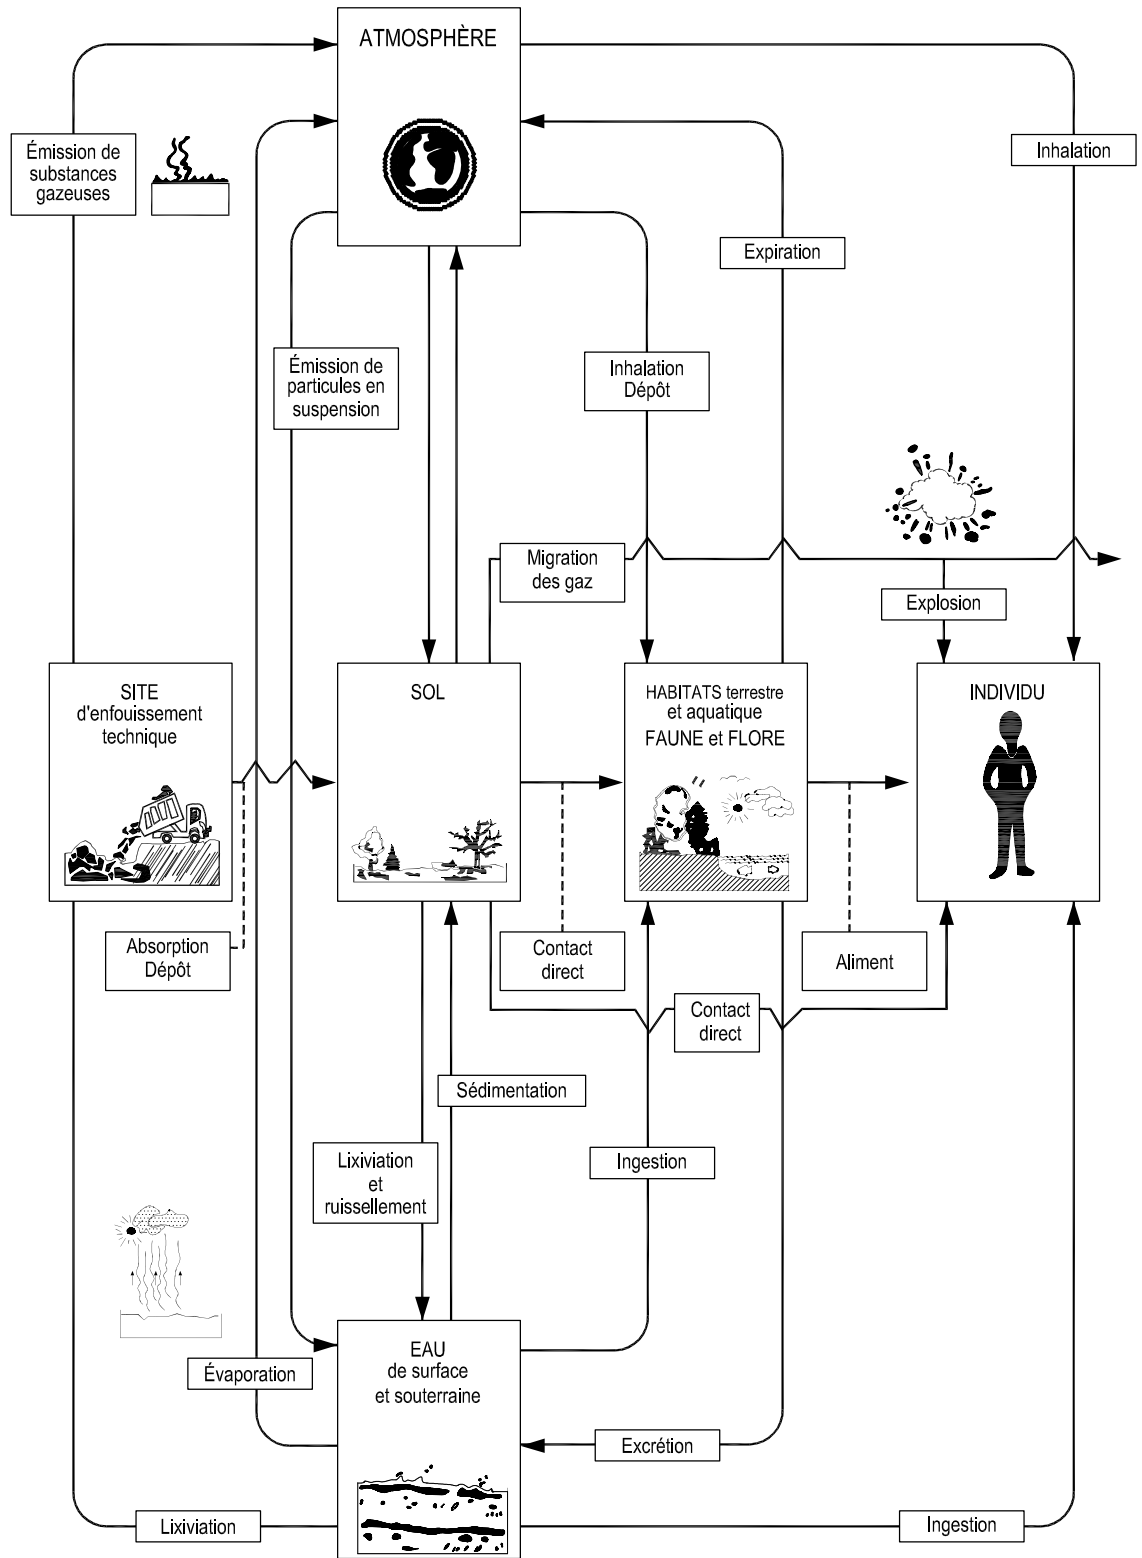 ATMOSPHÈRE
Émission de
substances
gazeuses
Inhalation
Expiration
Émission de
particules en
suspension
Inhalation
Dépôt
Migration
des gaz
Explosion
SITE
d'enfouissement
technique
SOL
HABITATS terrestre
et aquatique
FAUNE et FLORE
INDIVIDU
Absorption
Dépôt
Contact
direct
Aliment
Contact
direct
Sédimentation
Lixiviation
et
ruissellement
Ingestion
EAU
de surface
et souterraine
Évaporation
Excrétion
Lixiviation
Ingestion